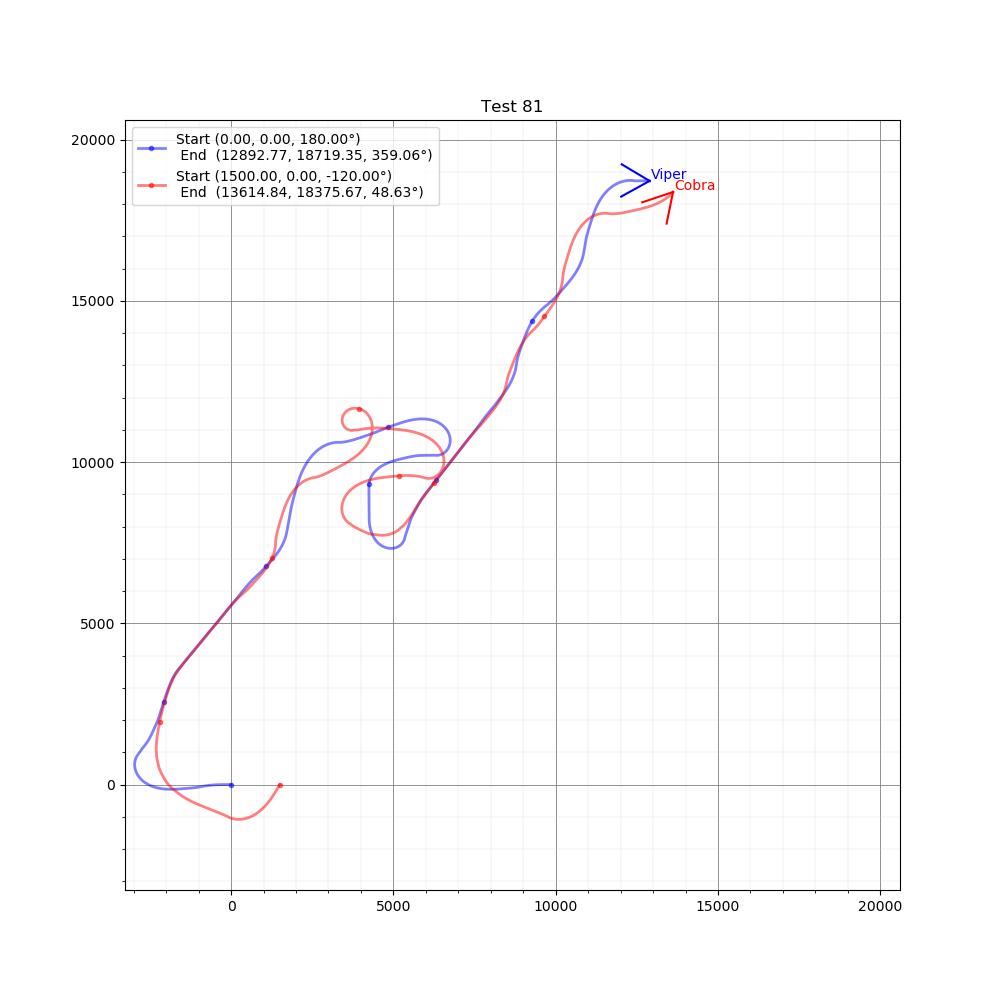 Test 81
Start (0.00, 0.00, 180.00°)
End (12892.77, 18719.35, 359.06°)
Start (1500.00, 0.00, -120.00°)
End (13614.84, 18375.67, 48.63°)
Viper
Cobra
20000
15000
10000
5000
0
0 5000 10000 15000 20000